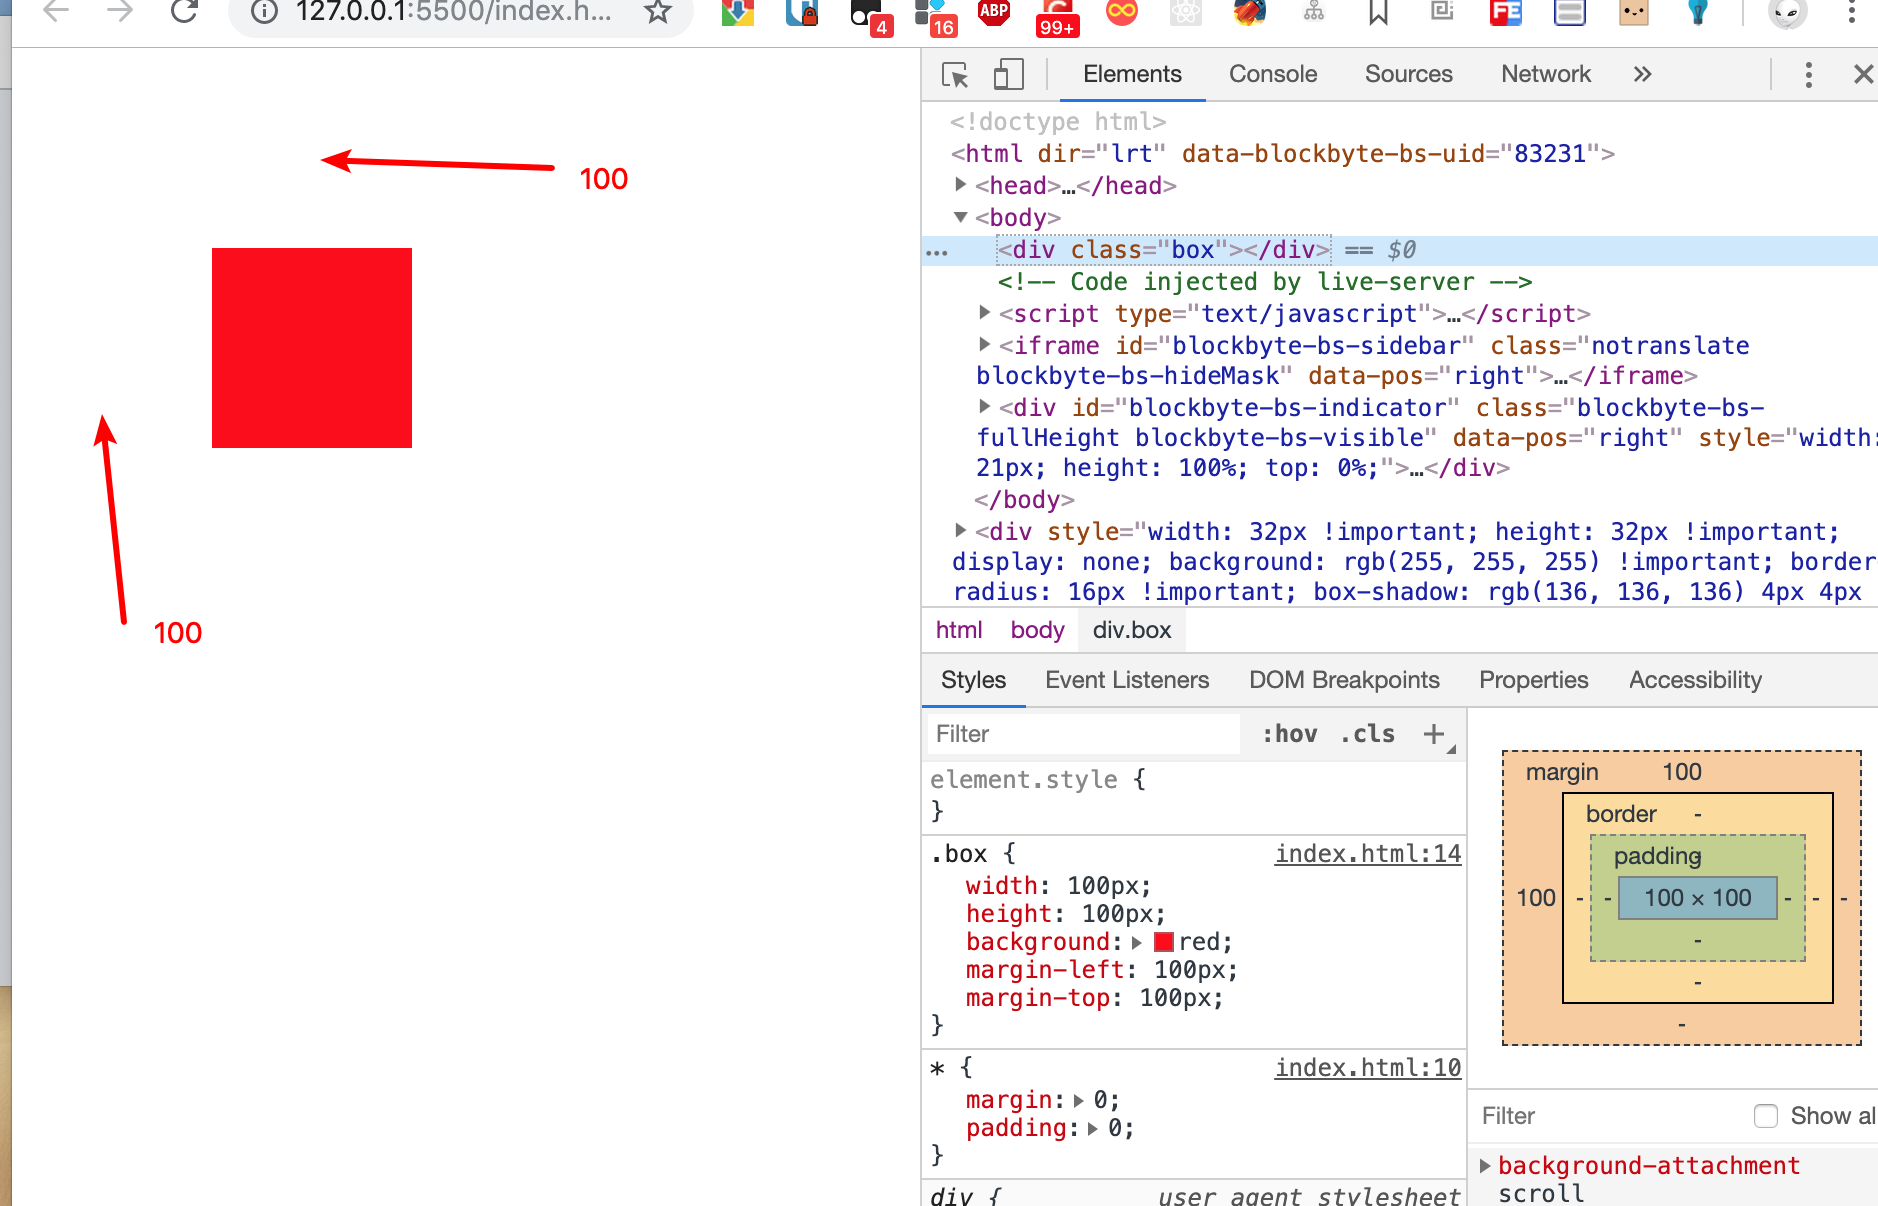 127.0.0.1:5500/index.h...
4
16
ABP
99+
FE
Elements Console Sources Network »
<!doctype html>
<html dir="lrt" data-blockbyte-bs-uid="83231">
<head>…</head>
<body>
<div class="box"></div> == $0
<!-- Code injected by live-server -->
<script type="text/javascript">…</script>
<iframe id="blockbyte-bs-sidebar" class="notranslate
blockbyte-bs-hideMask" data-pos="right">…</iframe>
<div id="blockbyte-bs-indicator" class="blockbyte-bs-
fullHeight blockbyte-bs-visible" data-pos="right" style="width:
21px; height: 100%; top: 0%;">…</div>
</body>
<div style="width: 32px !important; height: 32px !important;
display: none; background: rgb(255, 255, 255) !important; border
radius: 16px !important; box-shadow: rgb(136, 136, 136) 4px 4px
100
100
html body div.box
Styles Event Listeners DOM Breakpoints Properties Accessibility
Filter :hov .cls +
element.style {
}
.box { index.html:14
width: 100px;
height: 100px;
background: red;
margin-left: 100px;
margin-top: 100px;
}
* { index.html:10
margin: 0;
padding: 0;
}
div { user agent stylesheet
margin 100
border -
padding -
100 - - 100 × 100 - - -
-
-
-
Filter Show al
background-attachment
scroll